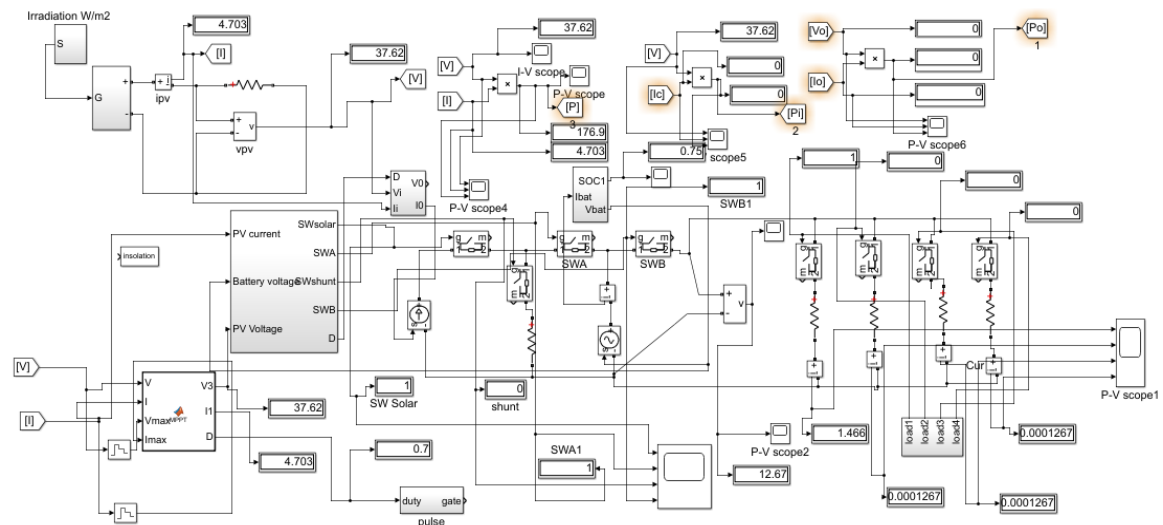 Irradiation W/m2
S
4.703
[I]
37.62
[V]
G
+
-
ipv
+
-
v
vpv
[V]
[I]
37.62
I-V scope
×
P-V scope
[P]
3
176.9
4.703
P-V scope4
[V]
[Ic]
37.62
0
×
0
[Pi]
2
scope5
0.75
[Vo]
[Io]
0
×
0
0
[Po]
1
P-V scope6
D
Vi
Ii
V0
I0
SOC1
Ibat
Vbat
1
SWB1
1
0
0
0
insolation
PV current
Battery voltage
PV Voltage
SWsolar
SWA
SWshunt
SWB
D
g
m
1
2
SWA
SWB
+
-
v
Cur
P-V scope1
[V]
[I]
V
I
Vmax
Imax
MPPT
V3
I1
D
37.62
4.703
1
SW Solar
0
shunt
0.7
duty
gate
pulse
SWA1
1
P-V scope2
12.67
1.466
load1
load2
load3
load4
0.0001267
0.0001267
0.0001267